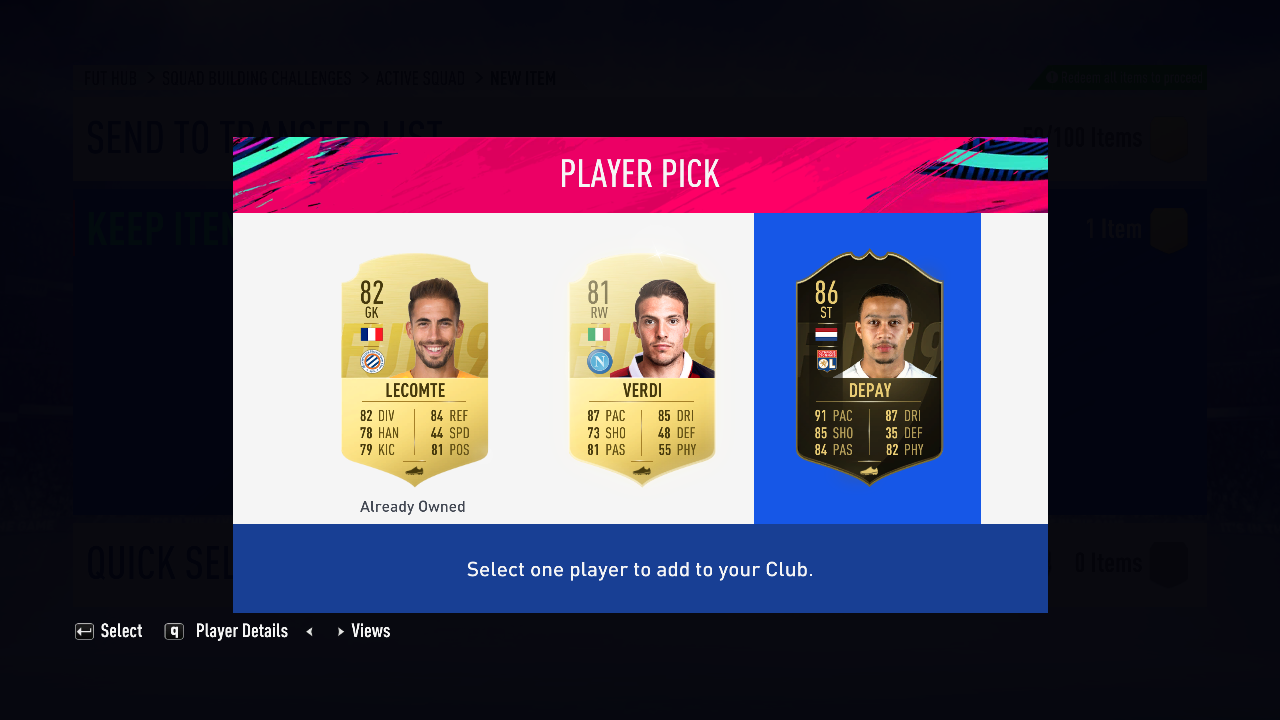 FUT HUB > SQUAD BUILDING CHALLENGES > ACTIVE SQUAD > NEW ITEM
SEND TO TRANSFER LIST
/100 Items
PLAYER PICK
KEEP ITE
1 Item
82
GK
LECOMTE
82 DIV 84 REF
78 HAN 44 SPD
79 KIC 81 POS
Already Owned
81
RW
N
VERDI
87 PAC 85 DRI
73 SHO 48 DEF
81 PAS 55 PHY
86
ST
OL
DEPAY
91 PAC 87 DRI
85 SHO 35 DEF
84 PAS 82 PHY
QUICK SEL
0 Items
Select one player to add to your Club.
Select q Player Details Views